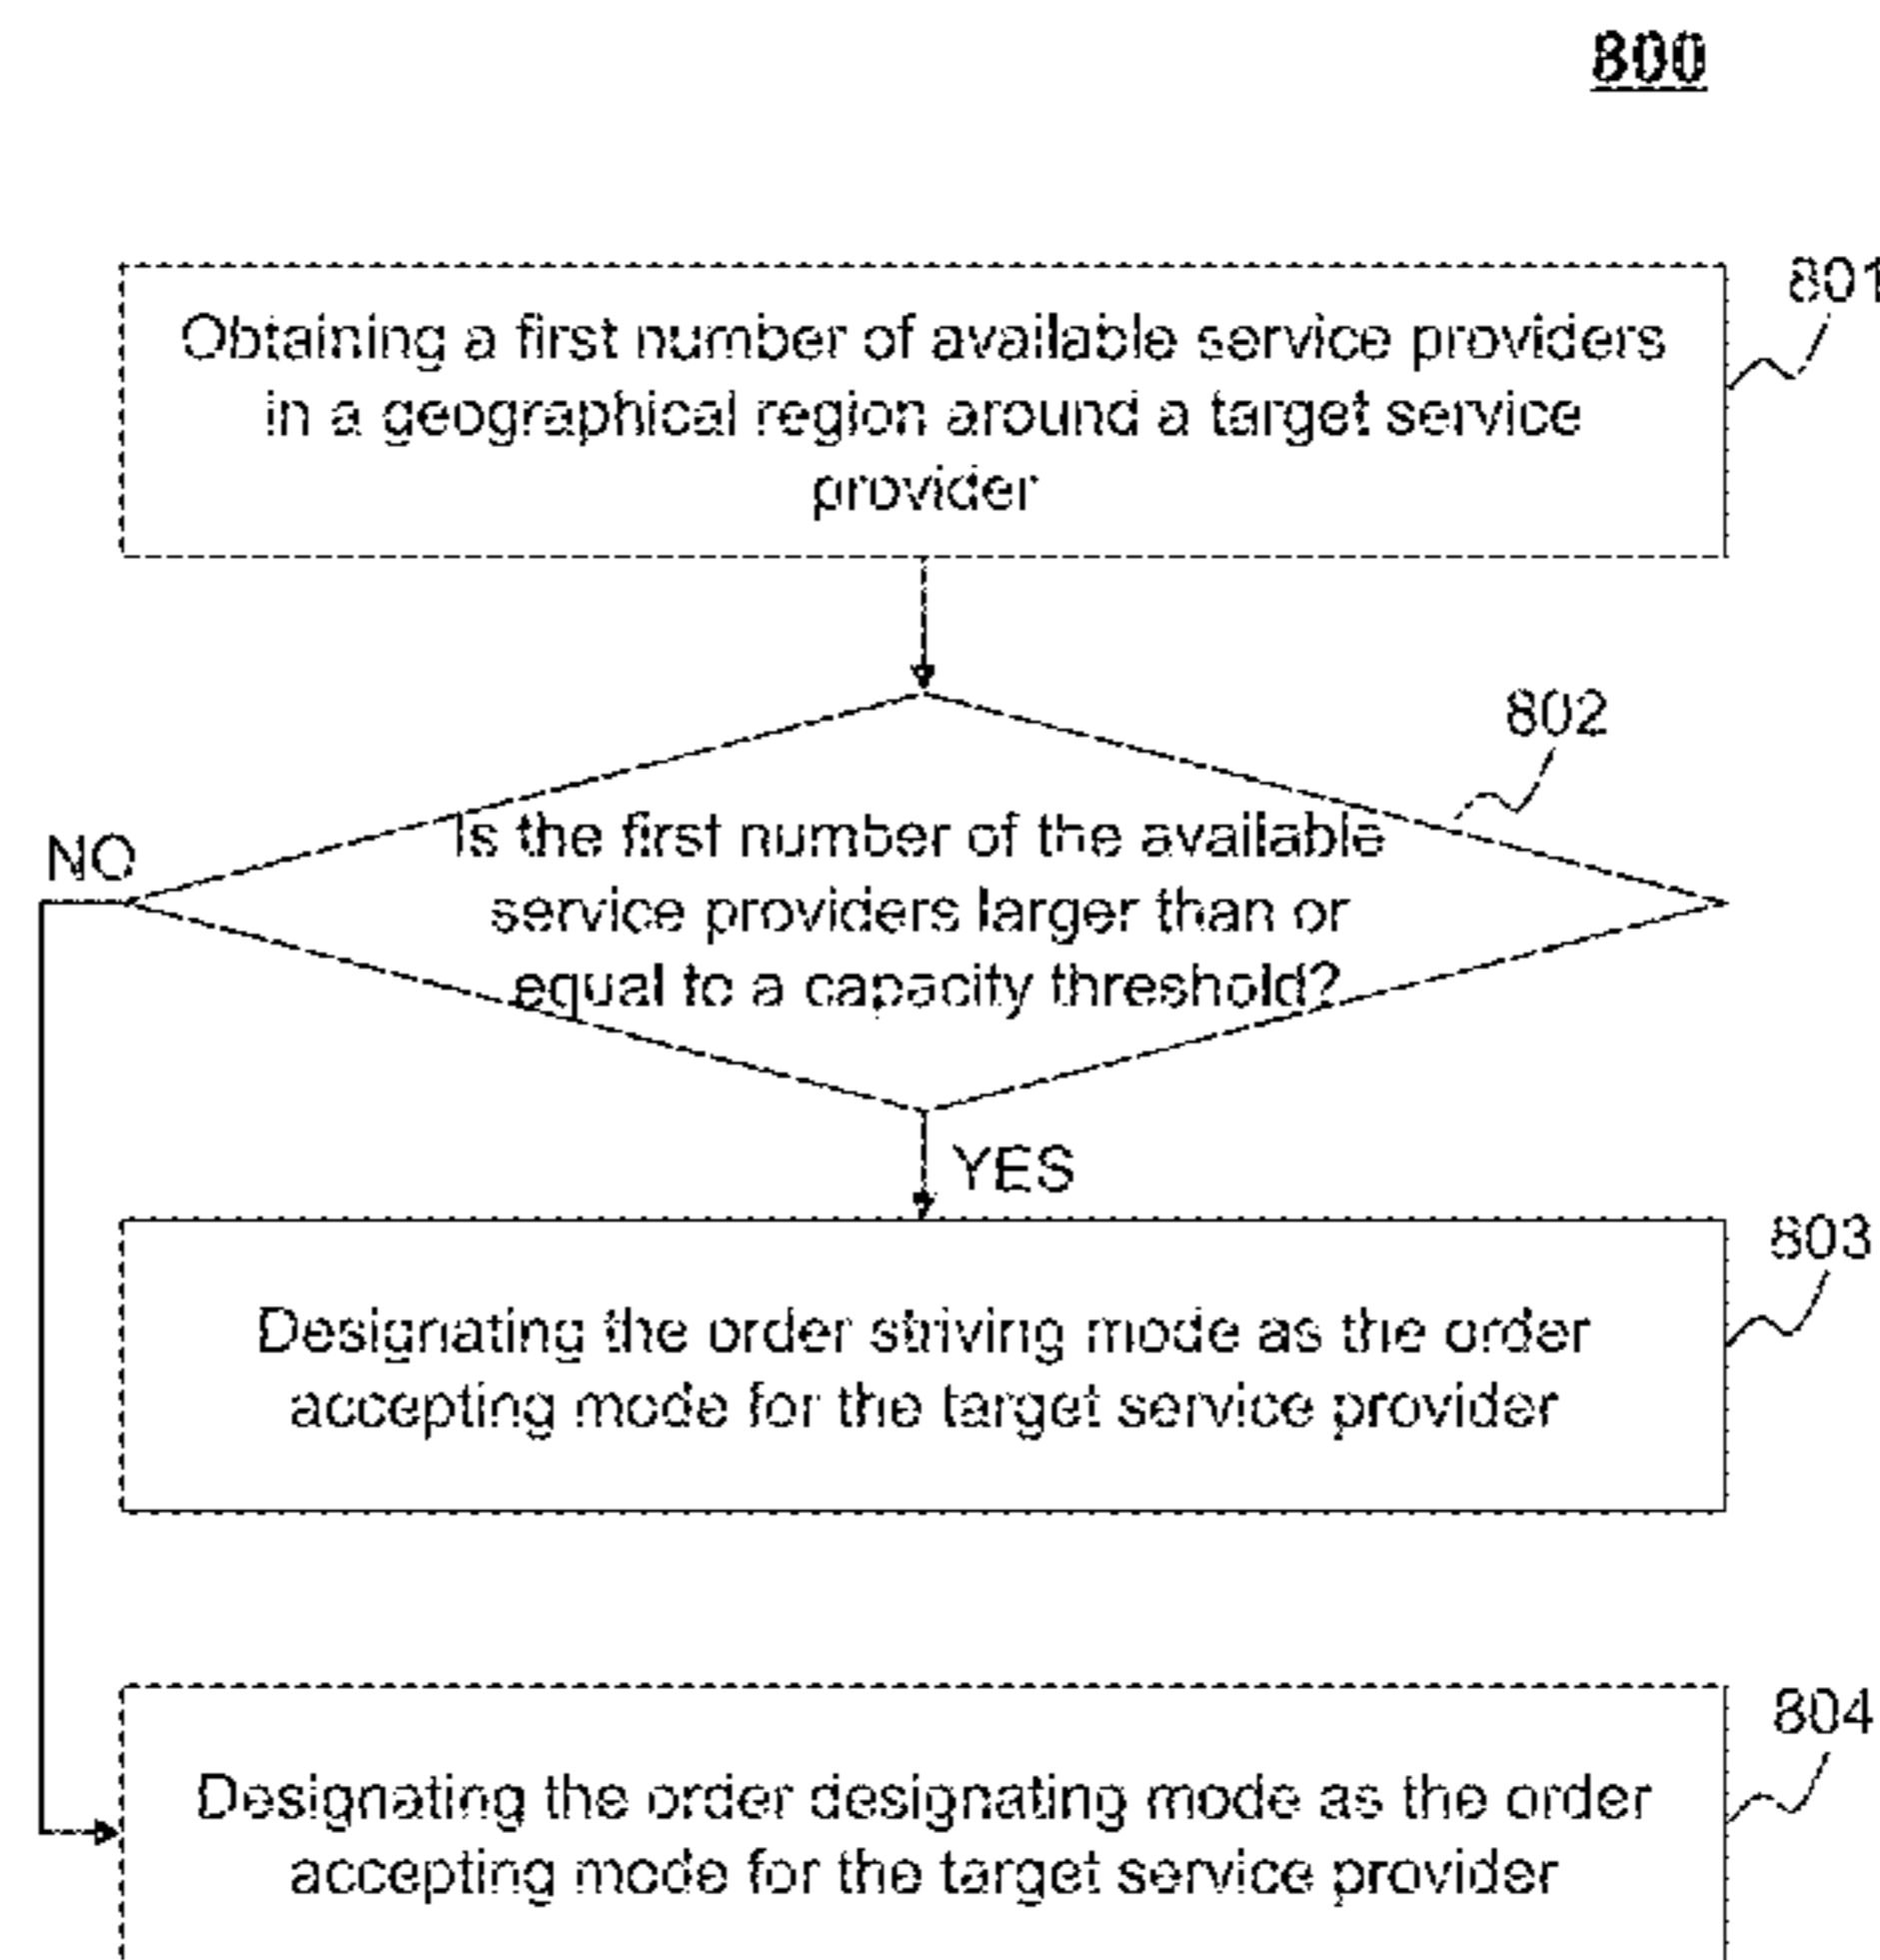 800
801
Obtaining a first number of available service providers
in a geographical region around a target service
provider
802
Is the first number of the available
service providers larger than or
equal to a capacity threshold?
NO
YES
803
Designating the order striving mode as the order
accepting mode for the target service provider
804
Designating the order designating mode as the order
accepting mode for the target service provider